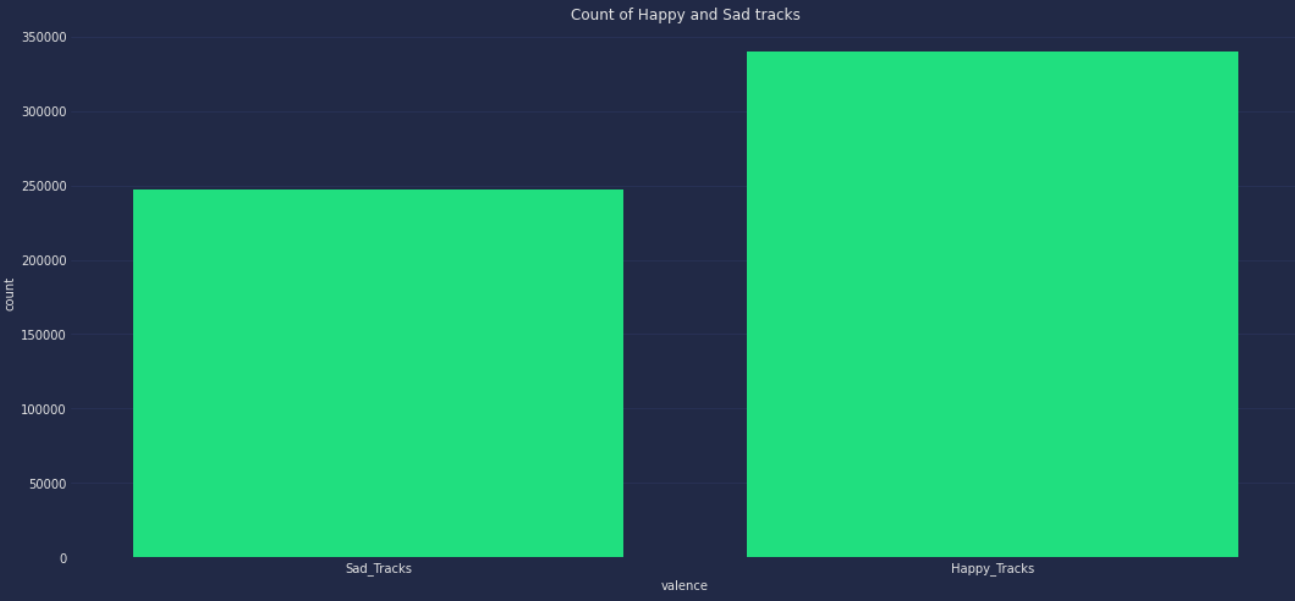 Count of Happy and Sad tracks
350000
300000
250000
200000
150000
100000
50000
0
count
Sad_Tracks
Happy_Tracks
valence